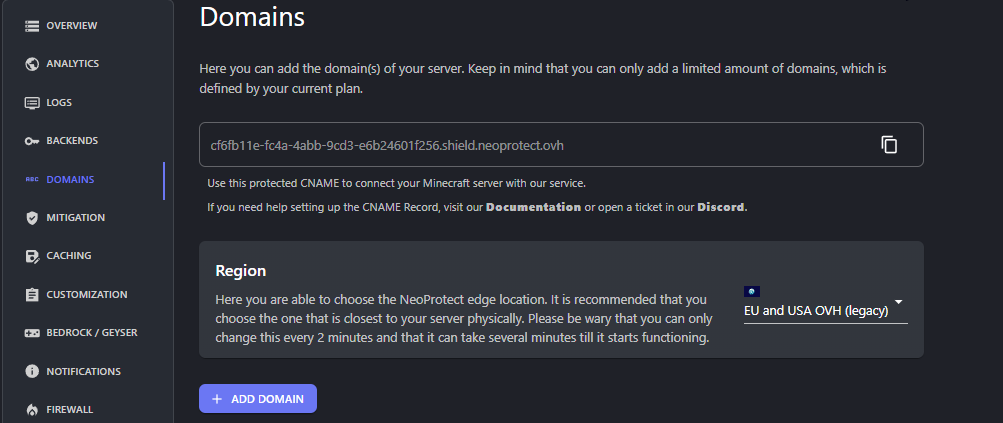 Domains
OVERVIEW
ANALYTICS
LOGS
BACKENDS
ABC DOMAINS
MITIGATION
CACHING
CUSTOMIZATION
BEDROCK / GEYSER
NOTIFICATIONS
FIREWALL
Here you can add the domain(s) of your server. Keep in mind that you can only add a limited amount of domains, which is
defined by your current plan.
cf6fb11e-fc4a-4abb-9cd3-e6b24601f256.shield.neoprotect.ovh
Use this protected CNAME to connect your Minecraft server with our service.
If you need help setting up the CNAME Record, visit our Documentation or open a ticket in our Discord.
Region
Here you are able to choose the NeoProtect edge location. It is recommended that you
choose the one that is closest to your server physically. Please be wary that you can only
change this every 2 minutes and that it can take several minutes till it starts functioning.
EU and USA OVH (legacy)
+ ADD DOMAIN